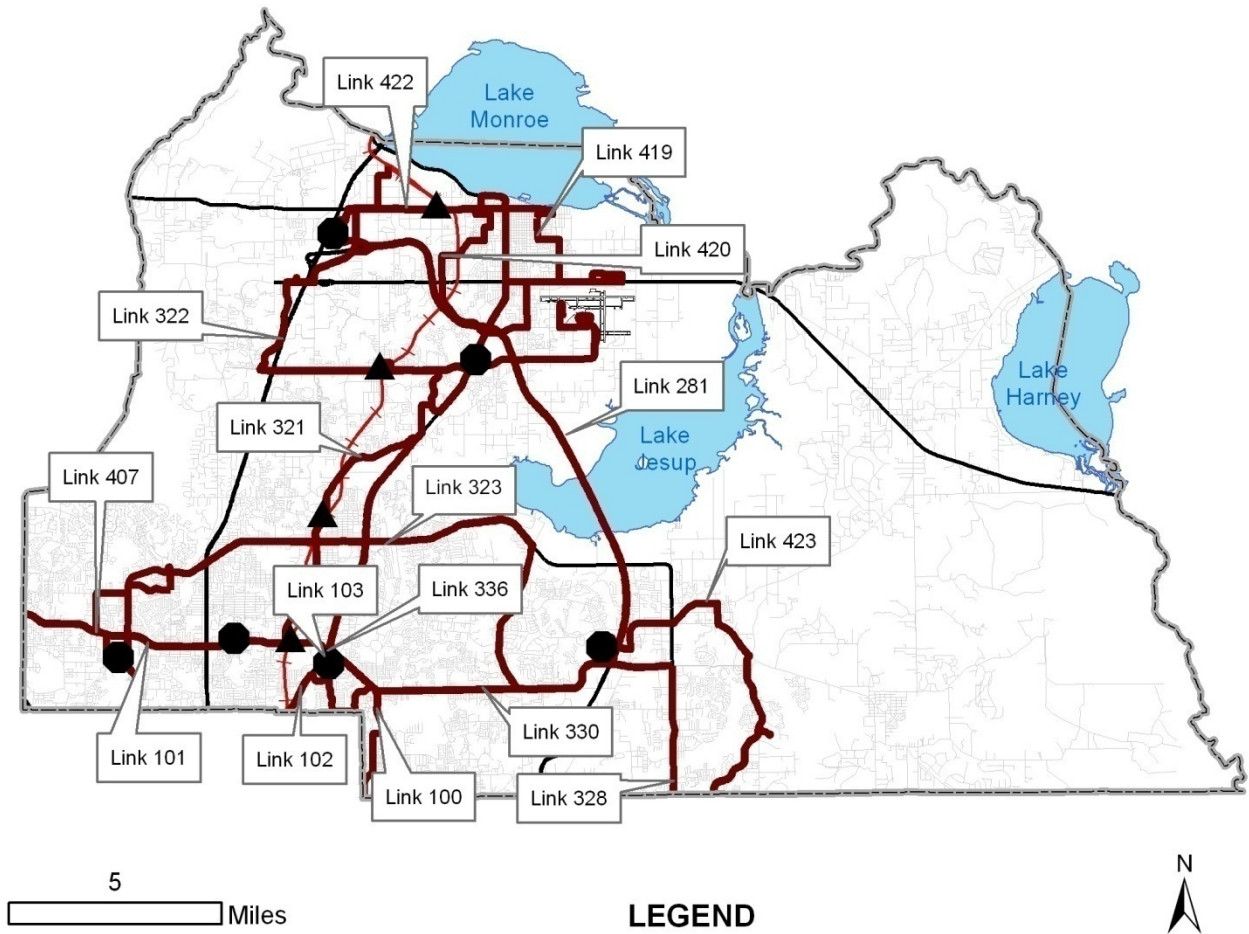 Link 422
Lake
Monroe
Link 419
Link 420
Link 322
Link 281
Lake
Harney
Link 321
Lake
Jesup
Link 407
Link 323
Link 423
Link 103
Link 336
Link 101
Link 102
Link 330
Link 100
Link 328
5
Miles
LEGEND
N